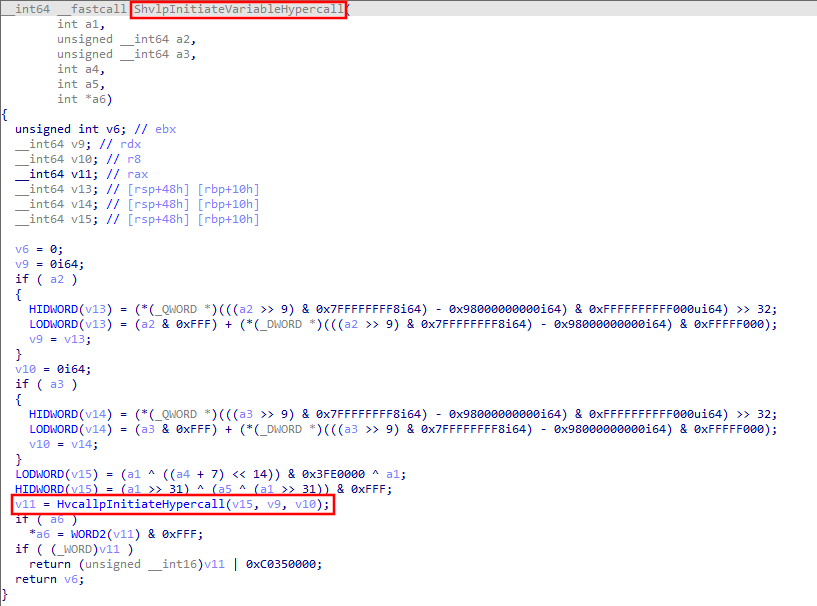 __int64 __fastcall ShvlpInitiateVariableHypercall(
        int a1,
        unsigned __int64 a2,
        unsigned __int64 a3,
        int a4,
        int a5,
        int *a6)
{
  unsigned int v6; // ebx
  __int64 v9; // rdx
  __int64 v10; // r8
  __int64 v11; // rax
  __int64 v13; // [rsp+48h] [rbp+10h]
  __int64 v14; // [rsp+48h] [rbp+10h]
  __int64 v15; // [rsp+48h] [rbp+10h]

  v6 = 0;
  v9 = 0i64;
  if ( a2 )
  {
    HIDWORD(v13) = (*(_QWORD *)(((a2 >> 9) & 0x7FFFFFFFF8i64) - 0x98000000000i64) & 0xFFFFFFFFFF000ui64) >> 32;
    LODWORD(v13) = (a2 & 0xFFF) + (*(_DWORD *)(((a2 >> 9) & 0x7FFFFFFFF8i64) - 0x98000000000i64) & 0xFFFFF000);
    v9 = v13;
  }
  v10 = 0i64;
  if ( a3 )
  {
    HIDWORD(v14) = (*(_QWORD *)(((a3 >> 9) & 0x7FFFFFFFF8i64) - 0x98000000000i64) & 0xFFFFFFFFFF000ui64) >> 32;
    LODWORD(v14) = (a3 & 0xFFF) + (*(_DWORD *)(((a3 >> 9) & 0x7FFFFFFFF8i64) - 0x98000000000i64) & 0xFFFFF000);
    v10 = v14;
  }
  LODWORD(v15) = (a1 ^ ((a4 + 7) << 14)) & 0x3FE0000 ^ a1;
  HIDWORD(v15) = (a1 >> 31) ^ (a5 ^ (a1 >> 31)) & 0xFFF;
  v11 = HvcallpInitiateHypercall(v15, v9, v10);
  if ( a6 )
    *a6 = WORD2(v11) & 0xFFF;
  if ( (_WORD)v11 )
    return (unsigned __int16)v11 | 0xC0350000;
  return v6;
}